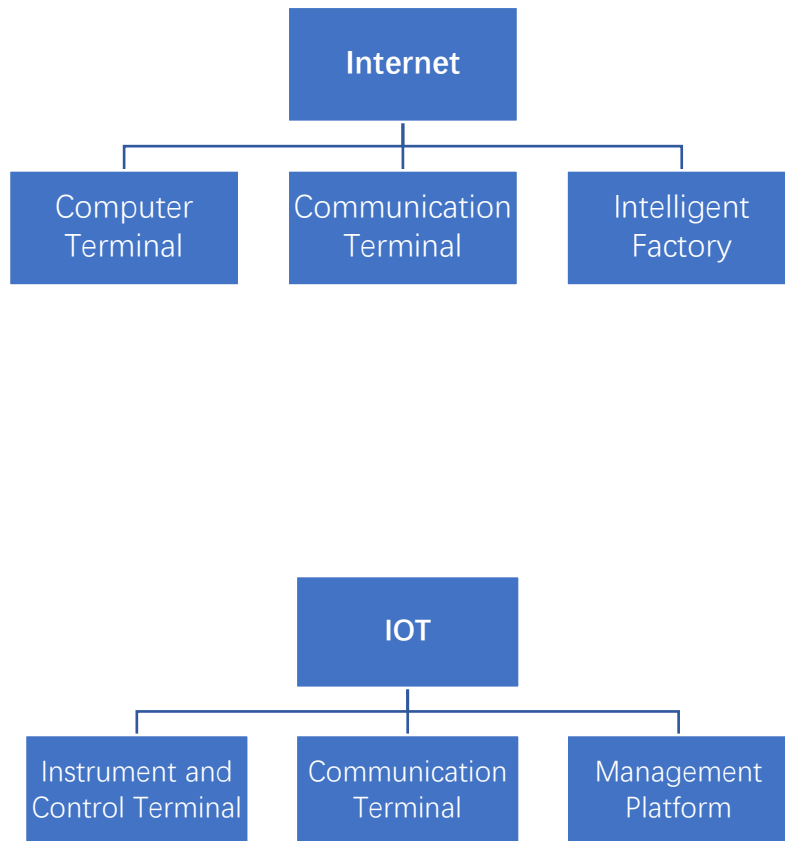 Internet
Computer
Terminal
Communication
Terminal
Intelligent
Factory
IOT
Instrument and
Control Terminal
Communication
Terminal
Management
Platform